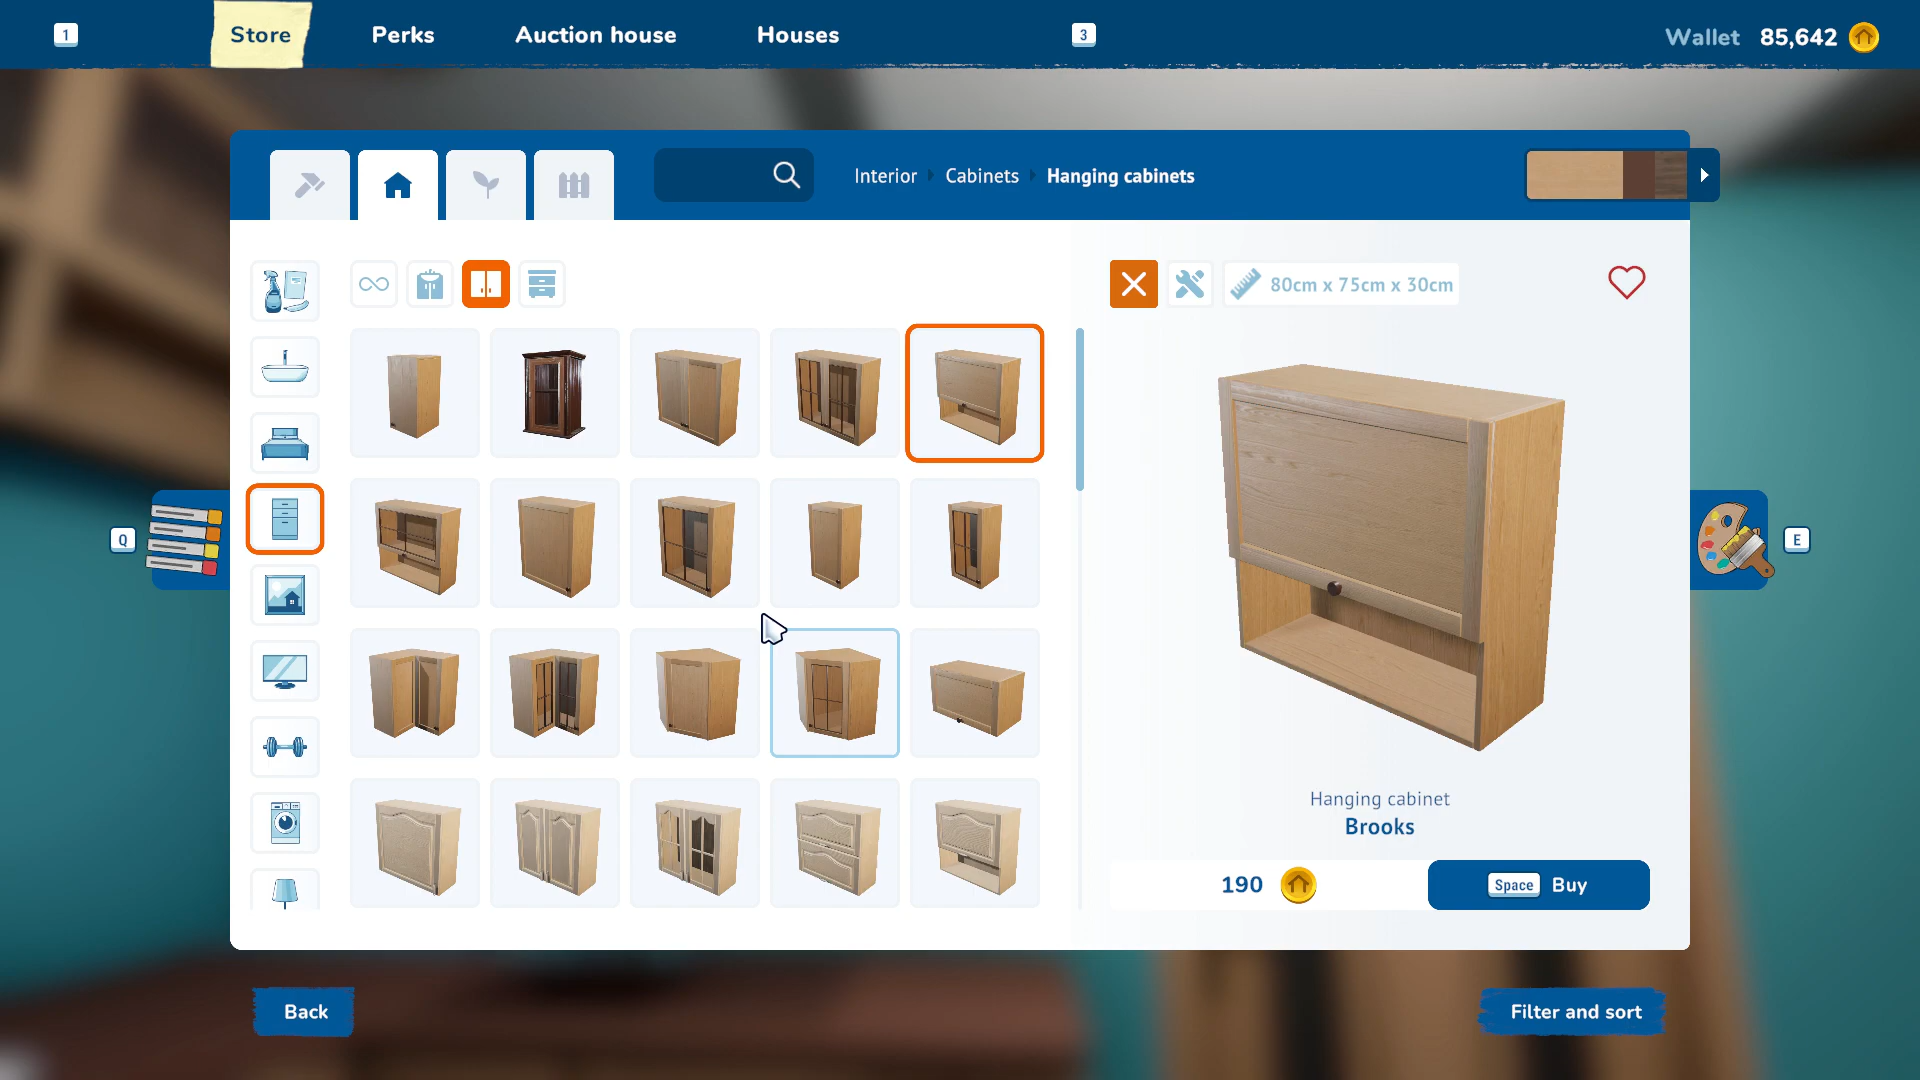 1
Store
Perks
Auction house
Houses
3
Wallet 85,642
Interior
Cabinets
Hanging cabinets
80cm x 75cm x 30cm
Q
E
Hanging cabinet
Brooks
190
Space Buy
Back
Filter and sort